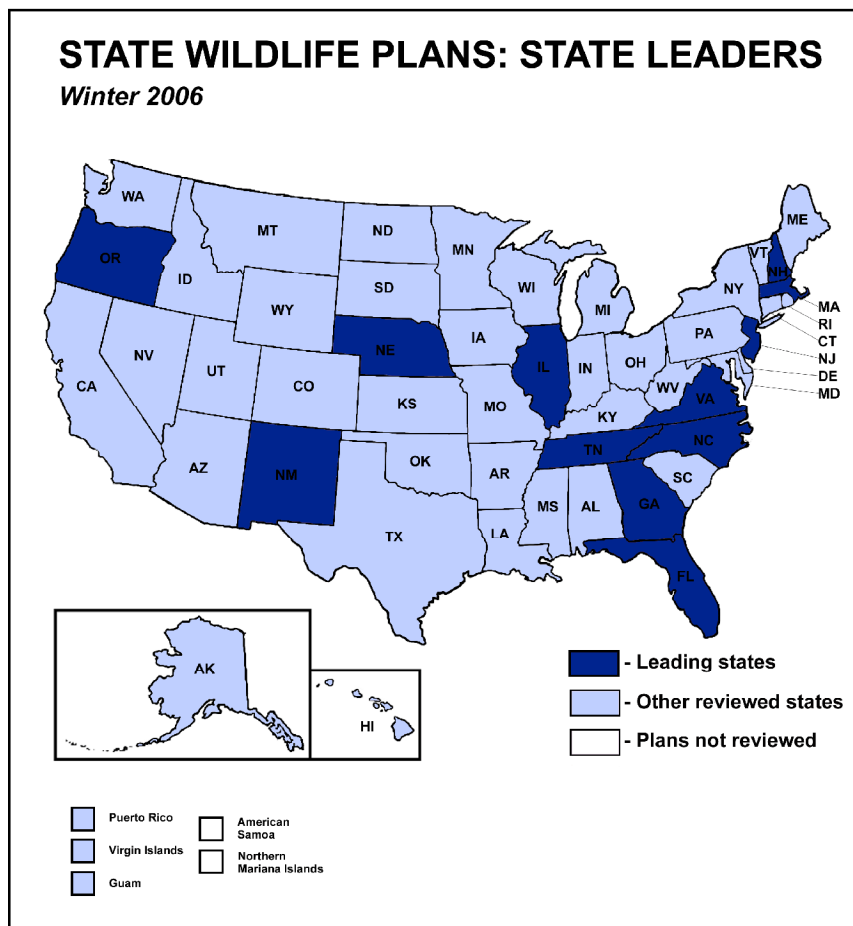 STATE WILDLIFE PLANS: STATE LEADERS
Winter 2006
WA
MT
ND
MN
ME
VT
NH
OR
ID
SD
WI
NY
MI
WY
MA
RI
CT
NJ
DE
MD
PA
IA
NE
IL
IN
OH
NV
UT
CA
CO
WV
VA
KS
MO
KY
NC
TN
AZ
NM
OK
AR
SC
MS
AL
GA
TX
LA
FL
AK
HI
- Leading states
- Other reviewed states
- Plans not reviewed
Puerto Rico
Virgin Islands
Guam
American
Samoa
Northern
Mariana Islands